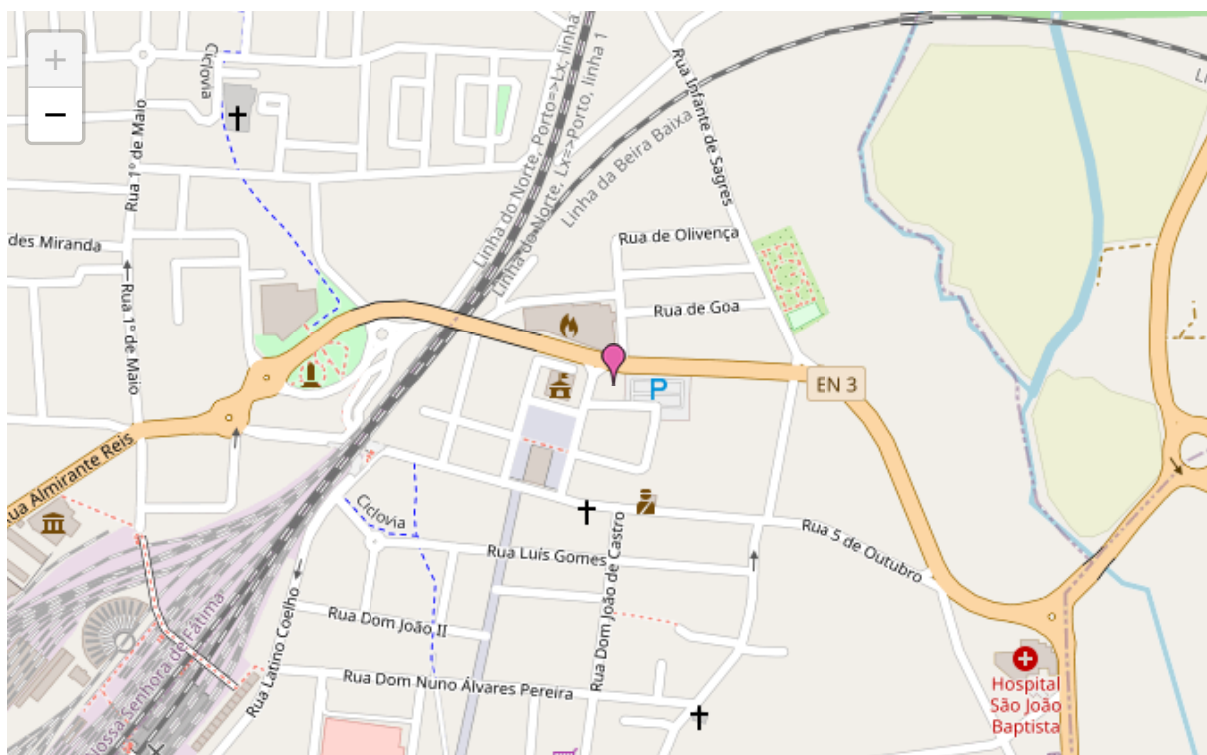 +
−
Ciclovia
Rua 1º de Maio
des Miranda
Rua 1º de Maio
Linha do Norte, Porto=>Lx, linha
Linha do Norte, Lx=>Porto, linha 1
Linha da Beira Baixa
Rua Infante de Sagres
Rua de Olivença
Rua de Goa
P
EN 3
Rua Almirante Reis
Ciclovia
Rua Luís Gomes
Rua Dom João de Castro
Rua 5 de Outubro
Rua Dom João II
Rua Latino Coelho
Rua Dom Nuno Álvares Pereira
Nossa Senhora de Fátima
Hospital
São João
Baptista